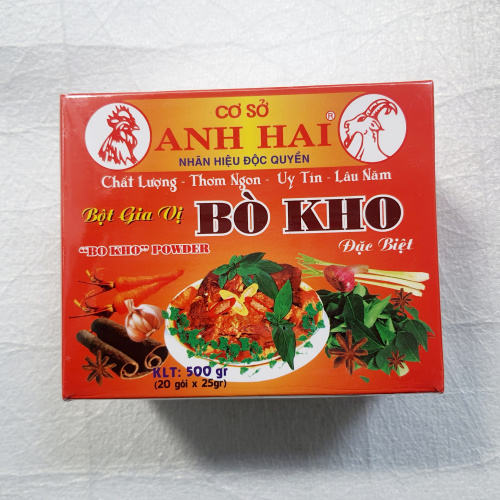 CƠ SỞ
ANH HAI ®
NHÃN HIỆU ĐỘC QUYỀN
Chất Lượng - Thơm Ngon - Uy Tín - Lâu Năm
Bột Gia Vị BÒ KHO
"BO KHO" POWDER Đặc Biệt
KLT: 500 gr
(20 gói x 25gr)